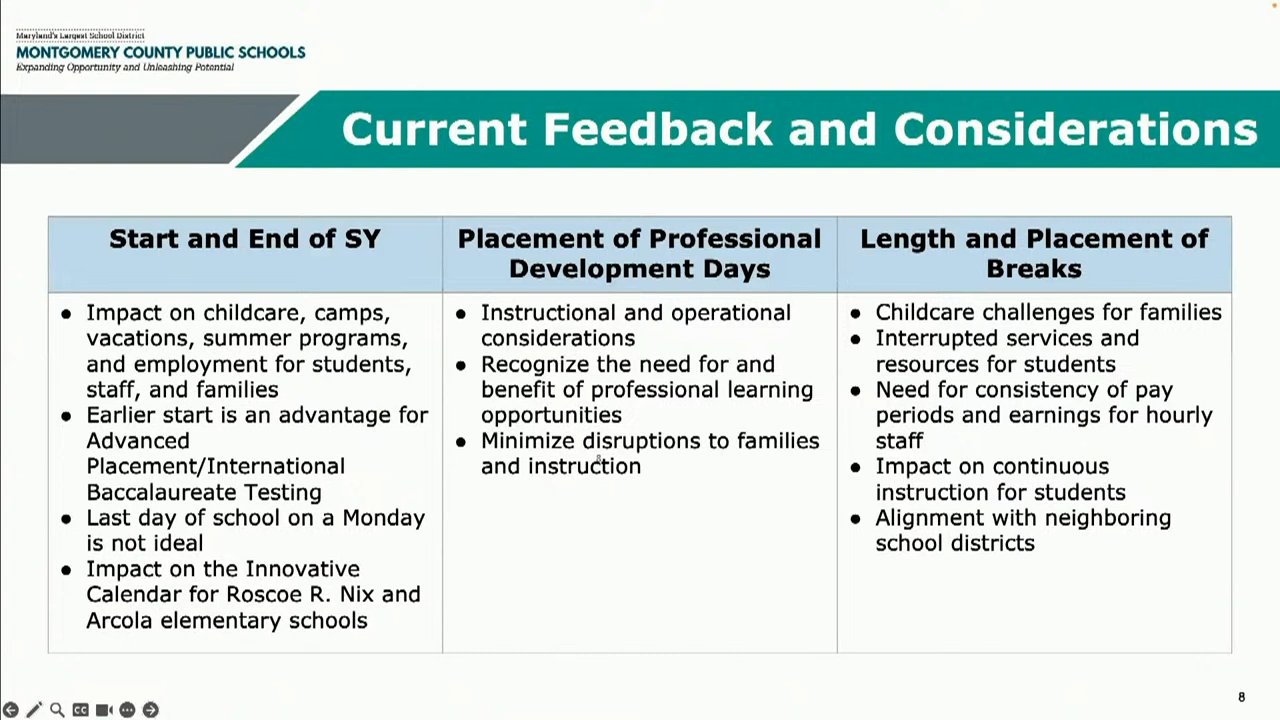 Maryland's Largest School District
MONTGOMERY COUNTY PUBLIC SCHOOLS
Expanding Opportunity and Unleashing Potential
Current Feedback and Considerations
Start and End of SY
● Impact on childcare, camps,
vacations, summer programs,
and employment for students,
staff, and families
● Earlier start is an advantage for
Advanced
Placement/International
Baccalaureate Testing
● Last day of school on a Monday
is not ideal
● Impact on the Innovative
Calendar for Roscoe R. Nix and
Arcola elementary schools
Placement of Professional
Development Days
● Instructional and operational
considerations
● Recognize the need for and
benefit of professional learning
opportunities
● Minimize disruptions to families
and instruction
Length and Placement of
Breaks
● Childcare challenges for families
● Interrupted services and
resources for students
● Need for consistency of pay
periods and earnings for hourly
staff
● Impact on continuous
instruction for students
● Alignment with neighboring
school districts
8
CC